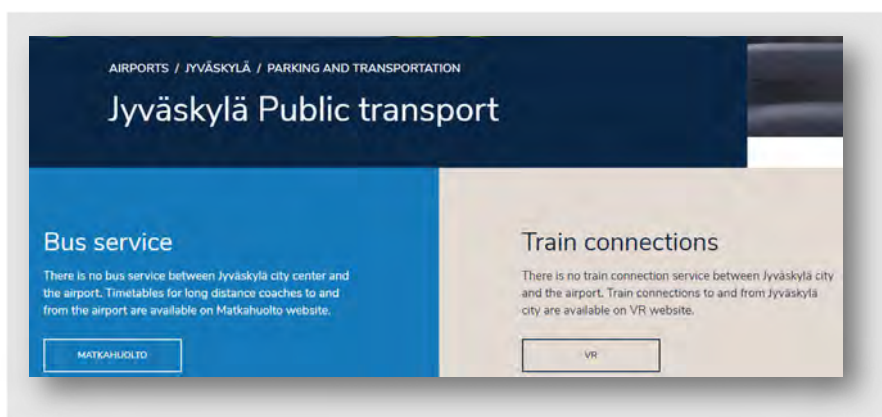 AIRPORTS / JYVÄSKYLÄ / PARKING AND TRANSPORTATION
Jyväskylä Public transport
Bus service
There is no bus service between Jyväskylä city center and
the airport. Timetables for long distance coaches to and
from the airport are available on Matkahuolto website.
MATKAHUOLTO
Train connections
There is no train connection service between Jyväskylä city
and the airport. Train connections to and from Jyväskylä
city are available on VR website.
VR